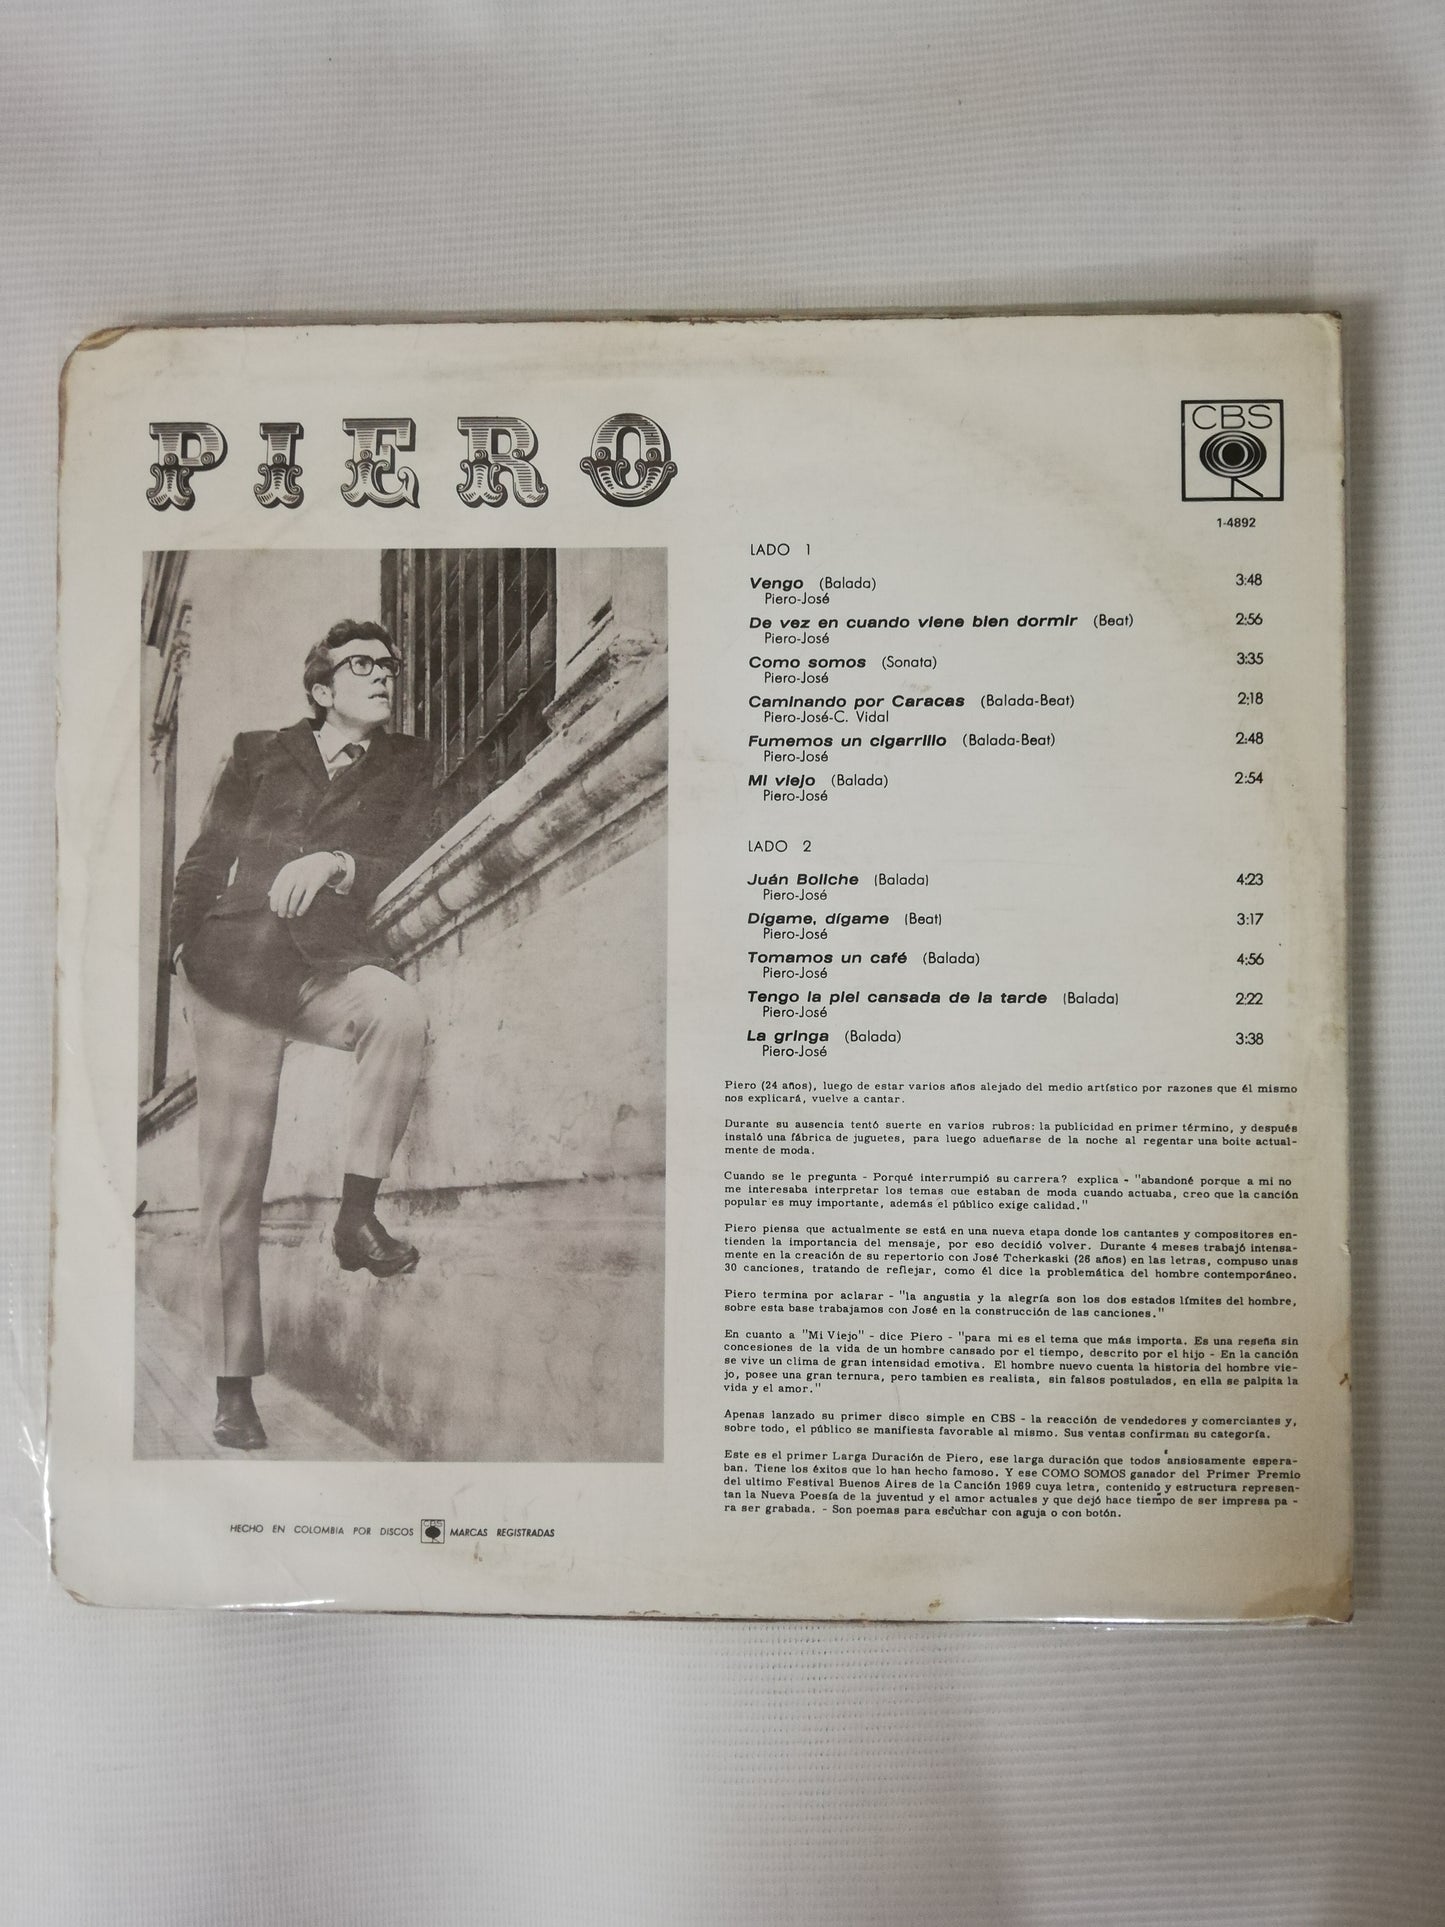 PIERO
CBS
1-4892
LADO 1
Vengo (Balada) 3:48
Piero-José
De vez en cuando viene bien dormir (Beat) 2:56
Piero-José
Como somos (Sonata) 3:35
Piero-José
Caminando por Caracas (Balada-Beat) 2:18
Piero-José-C. Vidal
Fumemos un cigarrillo (Balada-Beat) 2:48
Piero-José
Mi viejo (Balada) 2:54
Piero-José
LADO 2
Juán Boliche (Balada) 4:23
Piero-José
Dígame, dígame (Beat) 3:17
Piero-José
Tomamos un café (Balada) 4:56
Piero-José
Tengo la piel cansada de la tarde (Balada) 2:22
Piero-José
La gringa (Balada) 3:38
Piero-José
Piero (24 años), luego de estar varios años alejado del medio artístico por razones que él mismo
nos explicará, vuelve a cantar.
Durante su ausencia tentó suerte en varios rubros: la publicidad en primer término, y después
instaló una fábrica de juguetes, para luego adueñarse de la noche al regentar una boite actual-
mente de moda.
Cuando se le pregunta - Porqué interrumpió su carrera? explica - "abandoné porque a mi no
me interesaba interpretar los temas que estaban de moda cuando actuaba, creo que la canción
popular es muy importante, además el público exige calidad."
Piero piensa que actualmente se está en una nueva etapa donde los cantantes y compositores en-
tienden la importancia del mensaje, por eso decidió volver. Durante 4 meses trabajó intensa-
mente en la creación de su repertorio con José Tcherkaski (26 años) en las letras, compuso unas
30 canciones, tratando de reflejar, como él dice la problemática del hombre contemporáneo.
Piero termina por aclarar - "la angustia y la alegría son los dos estados límites del hombre,
sobre esta base trabajamos con José en la construcción de las canciones."
En cuanto a "Mi Viejo" - dice Piero - "para mi es el tema que más importa. Es una reseña sin
concesiones de la vida de un hombre cansado por el tiempo, descrito por el hijo - En la canción
se vive un clima de gran intensidad emotiva. El hombre nuevo cuenta la historia del hombre vie-
jo, posee una gran ternura, pero tambien es realista, sin falsos postulados, en ella se palpita la
vida y el amor."
Apenas lanzado su primer disco simple en CBS - la reacción de vendedores y comerciantes y,
sobre todo, el público se manifiesta favorable al mismo. Sus ventas confirman su categoría.
Este es el primer Larga Duración de Piero, ese larga duración que todos ansiosamente espera-
ban. Tiene los éxitos que lo han hecho famoso. Y ese COMO SOMOS ganador del Primer Premio
del ultimo Festival Buenos Aires de la Canción 1969 cuya letra, contenido y estructura represen-
tan la Nueva Poesía de la juventud y el amor actuales y que dejó hace tiempo de ser impresa pa -
ra ser grabada. - Son poemas para escuchar con aguja o con botón.
HECHO EN COLOMBIA POR DISCOS CBS MARCAS REGISTRADAS